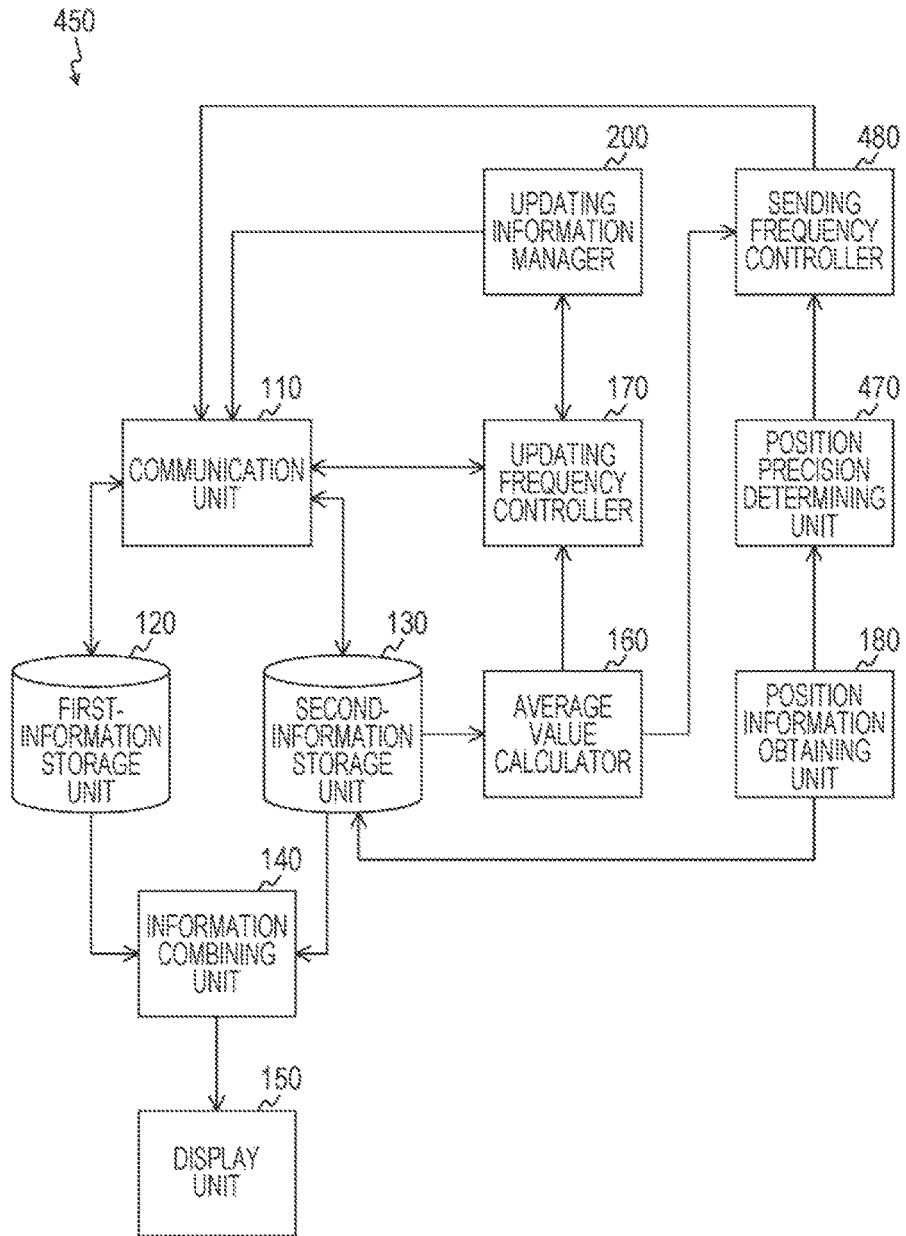 450
200
UPDATING
INFORMATION
MANAGER
480
SENDING
FREQUENCY
CONTROLLER
110
COMMUNICATION
UNIT
170
UPDATING
FREQUENCY
CONTROLLER
470
POSITION
PRECISION
DETERMINING
UNIT
120
FIRST-
INFORMATION
STORAGE
UNIT
130
SECOND-
INFORMATION
STORAGE
UNIT
160
AVERAGE
VALUE
CALCULATOR
180
POSITION
INFORMATION
OBTAINING
UNIT
140
INFORMATION
COMBINING
UNIT
150
DISPLAY
UNIT